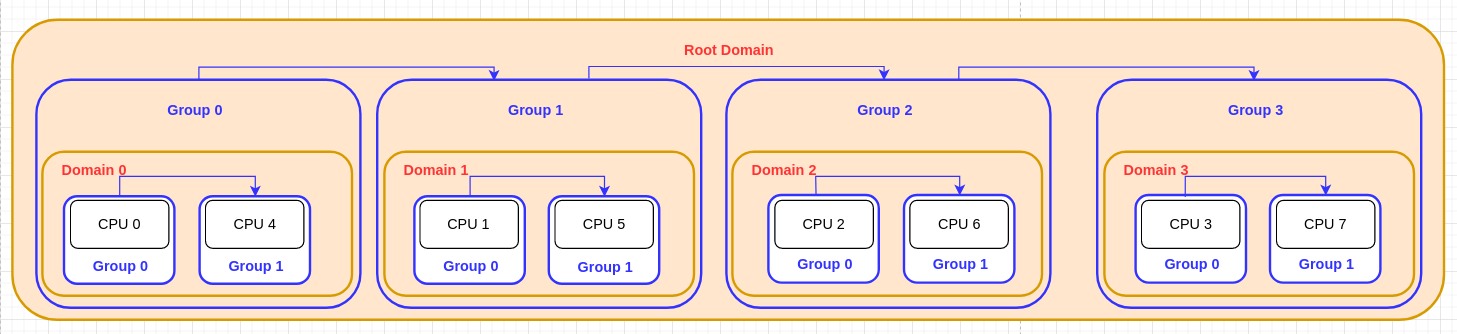 Root Domain
Group 0
Group 1
Group 2
Group 3
Domain 0
CPU 0
Group 0
CPU 4
Group 1
Domain 1
CPU 1
Group 0
CPU 5
Group 1
Domain 2
CPU 2
Group 0
CPU 6
Group 1
Domain 3
CPU 3
Group 0
CPU 7
Group 1